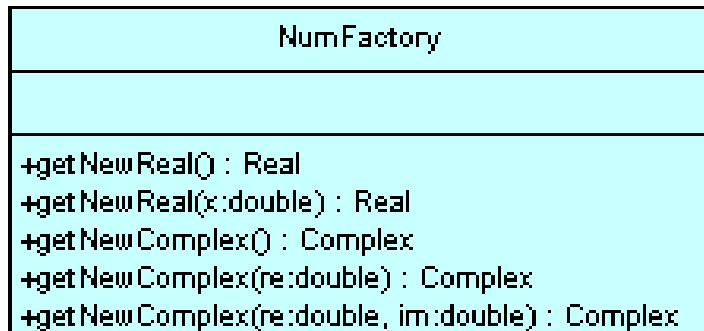 NumFactory
+getNewReal() : Real
+getNewReal(x:double) : Real
+getNewComplex() : Complex
+getNewComplex(re:double) : Complex
+getNewComplex(re:double, im:double) : Complex